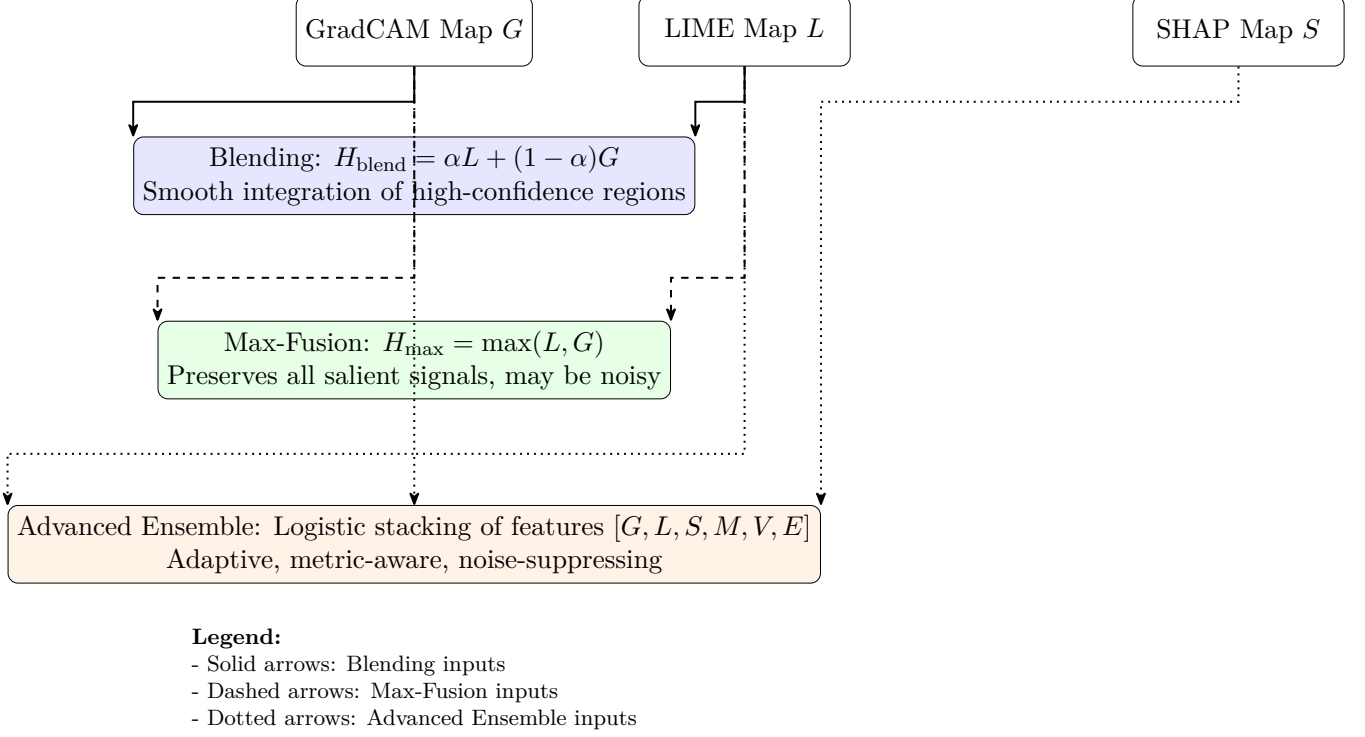 GradCAM Map G
LIME Map L
SHAP Map S
Blending: H_blend = αL + (1 − α)G
Smooth integration of high-confidence regions
Max-Fusion: H_max = max(L, G)
Preserves all salient signals, may be noisy
Advanced Ensemble: Logistic stacking of features [G, L, S, M, V, E]
Adaptive, metric-aware, noise-suppressing
Legend:
- Solid arrows: Blending inputs
- Dashed arrows: Max-Fusion inputs
- Dotted arrows: Advanced Ensemble inputs